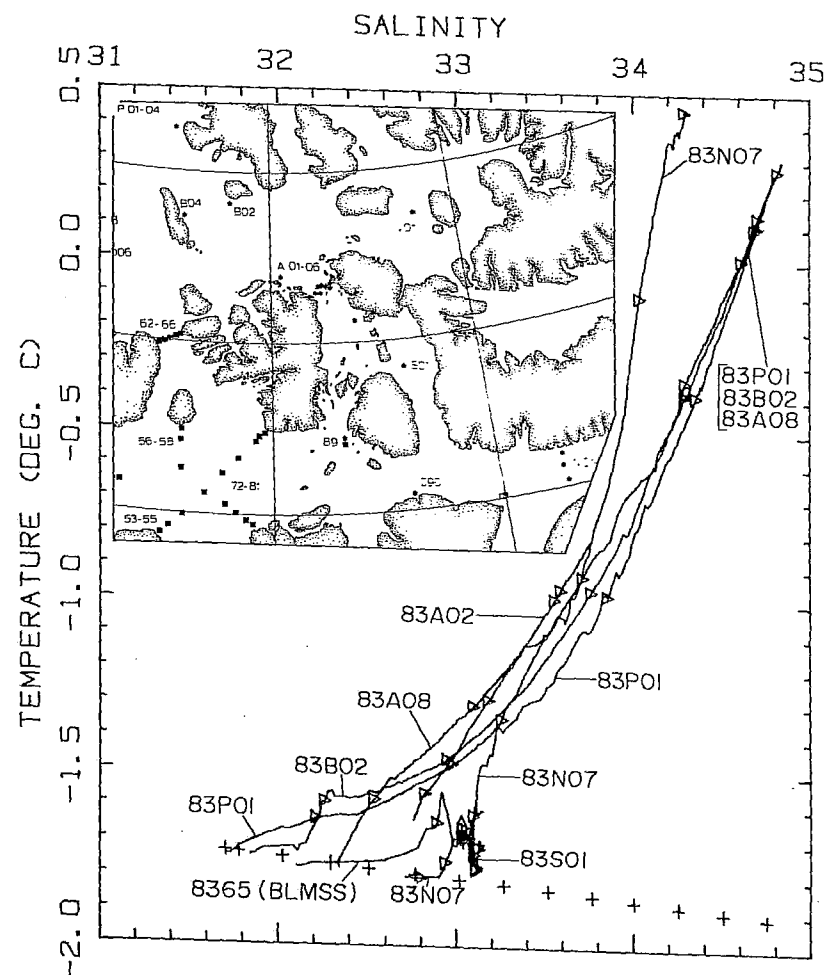 SALINITY
31 32 33 34 35
0.5
0.0
-0.5
-1.0
-1.5
-2.0
TEMPERATURE (DEG. C)
P 01-04
B04
B02
A 01-06
62-66
56-58
72-81
53-55
B9
83N07
83P01
83B02
83A08
83A02
83P01
83A08
83B02
83N07
83P01
83S01
8365 (BLMSS)
83N07